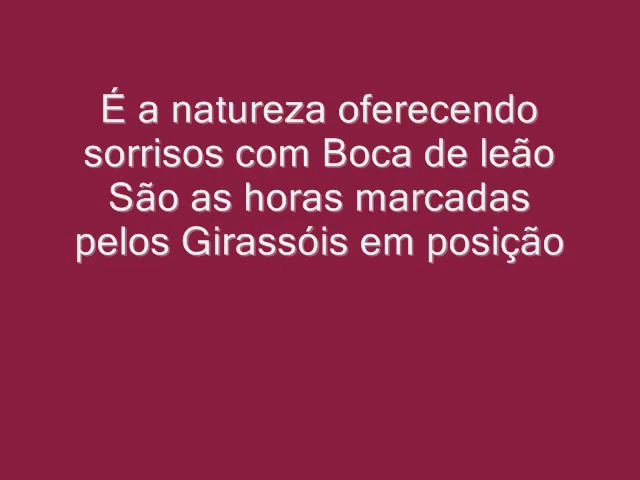 É a natureza oferecendo
sorrisos com Boca de leão
São as horas marcadas
pelos Girassóis em posição